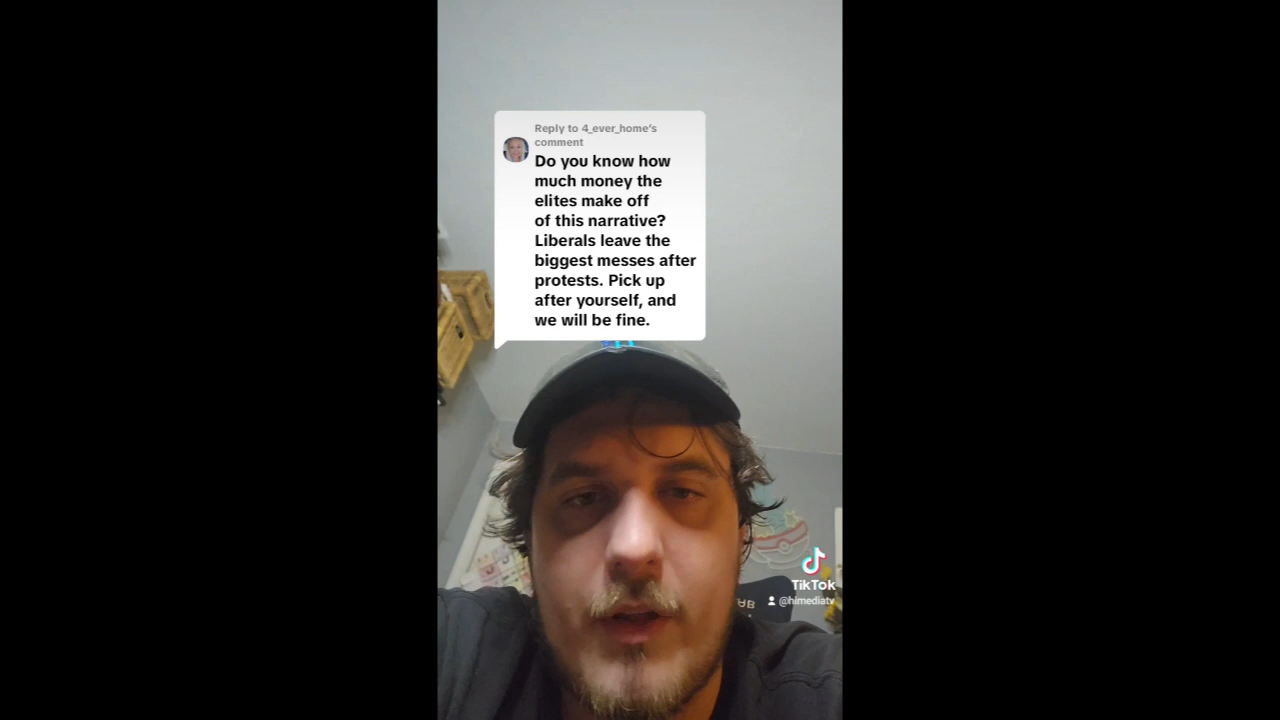 Reply to 4_ever_home's
comment
Do you know how
much money the
elites make off
of this narrative?
Liberals leave the
biggest messes after
protests. Pick up
after yourself, and
we will be fine.
TikTok
@himediatv